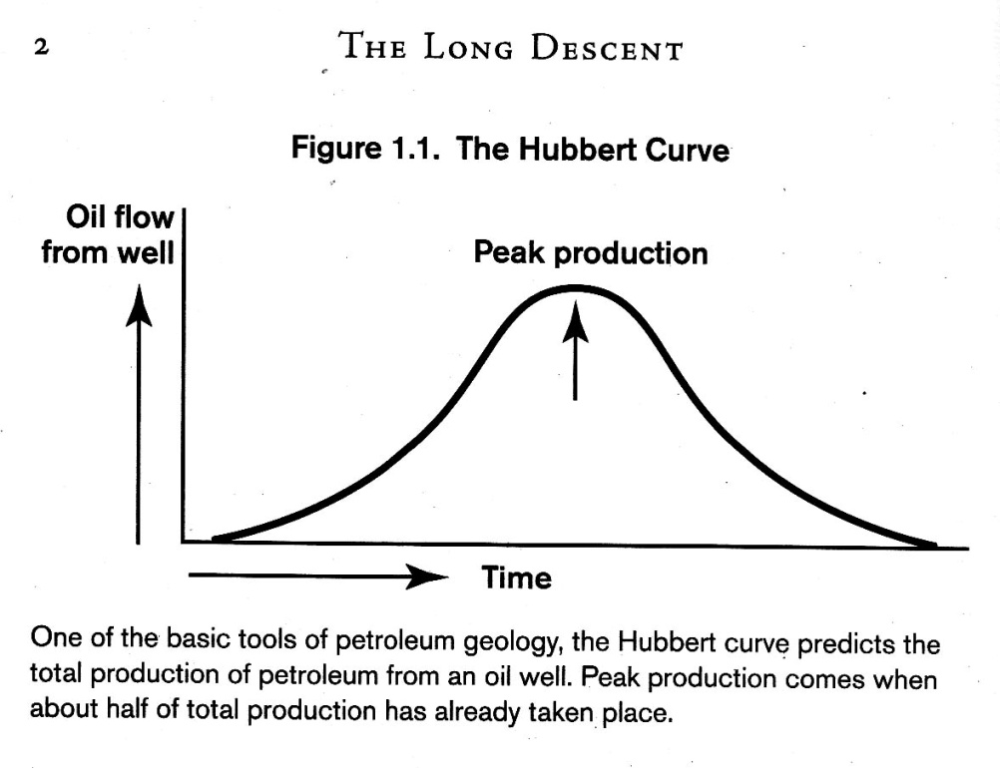 2
THE LONG DESCENT
Figure 1.1. The Hubbert Curve
Oil flow
from well
Peak production
Time
One of the basic tools of petroleum geology, the Hubbert curve predicts the
total production of petroleum from an oil well. Peak production comes when
about half of total production has already taken place.